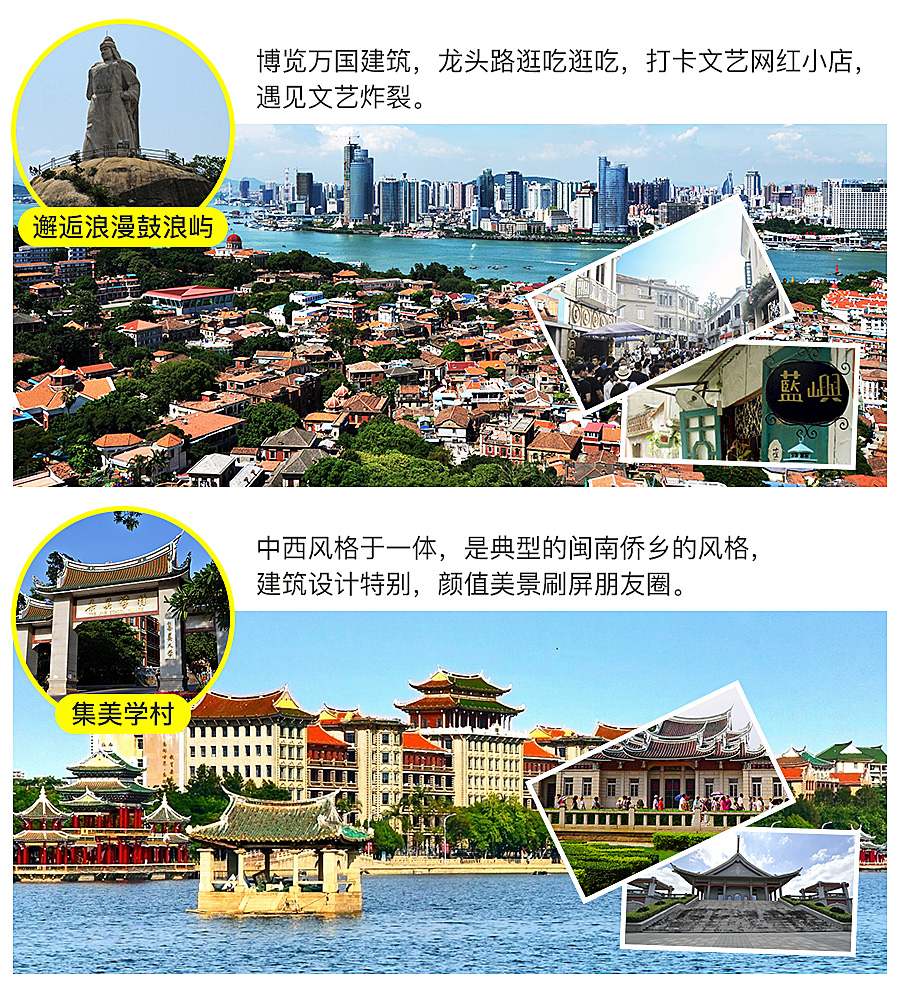 博览万国建筑，龙头路逛吃逛吃，打卡文艺网红小店，
遇见文艺炸裂。
邂逅浪漫鼓浪屿
藍嶼
中西风格于一体，是典型的闽南侨乡的风格，
建筑设计特别，颜值美景刷屏朋友圈。
集美学村